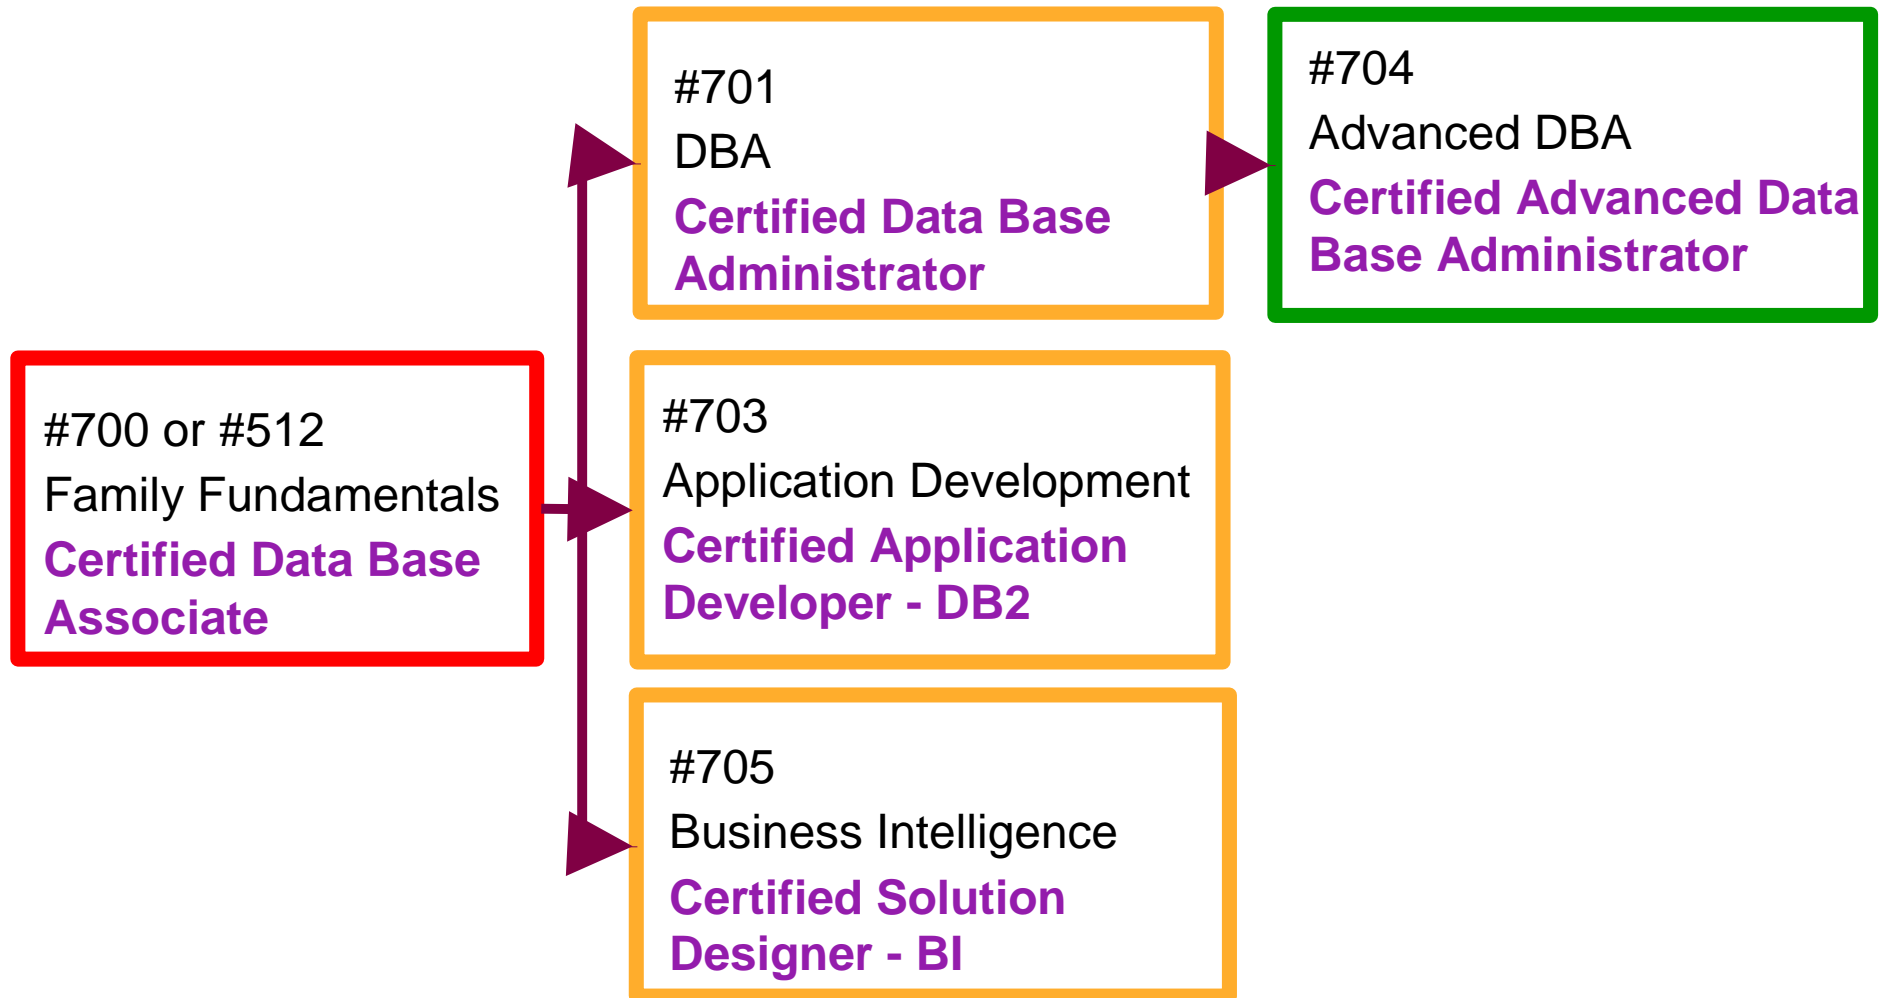 #701
DBA
Certified Data Base
Administrator
#704
Advanced DBA
Certified Advanced Data
Base Administrator
#700 or #512
Family Fundamentals
Certified Data Base
Associate
#703
Application Development
Certified Application
Developer - DB2
#705
Business Intelligence
Certified Solution
Designer - BI